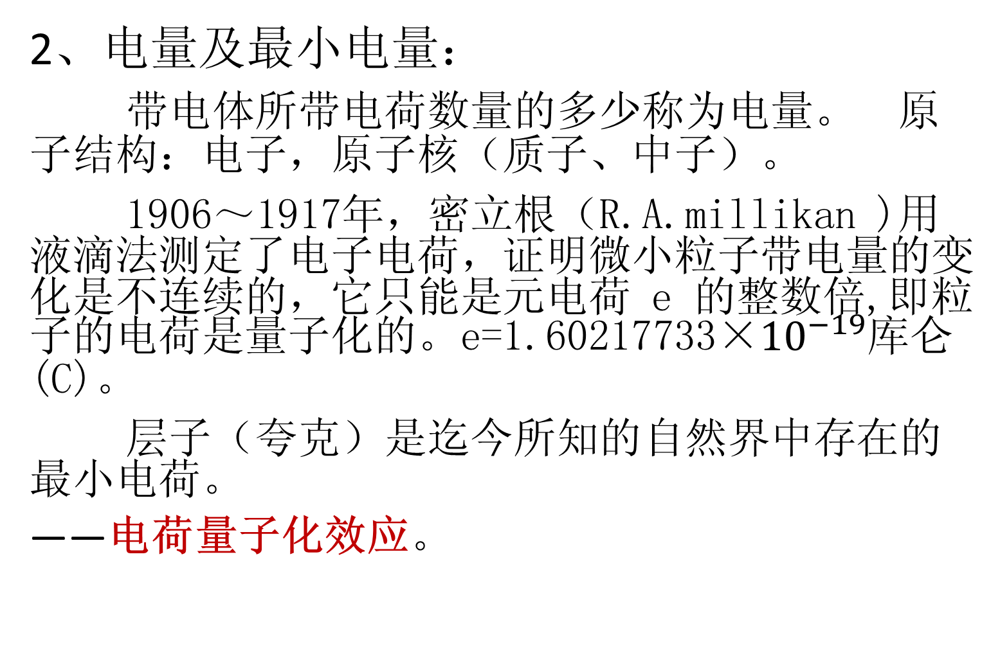 2、电量及最小电量：
带电体所带电荷数量的多少称为电量。 原
子结构：电子，原子核（质子、中子）。
1906～1917年，密立根（R.A.millikan )用
液滴法测定了电子电荷，证明微小粒子带电量的变
化是不连续的，它只能是元电荷 e 的整数倍,即粒
子的电荷是量子化的。e=1.60217733×10⁻¹⁹库仑
(C)。
层子（夸克）是迄今所知的自然界中存在的
最小电荷。
——电荷量子化效应。